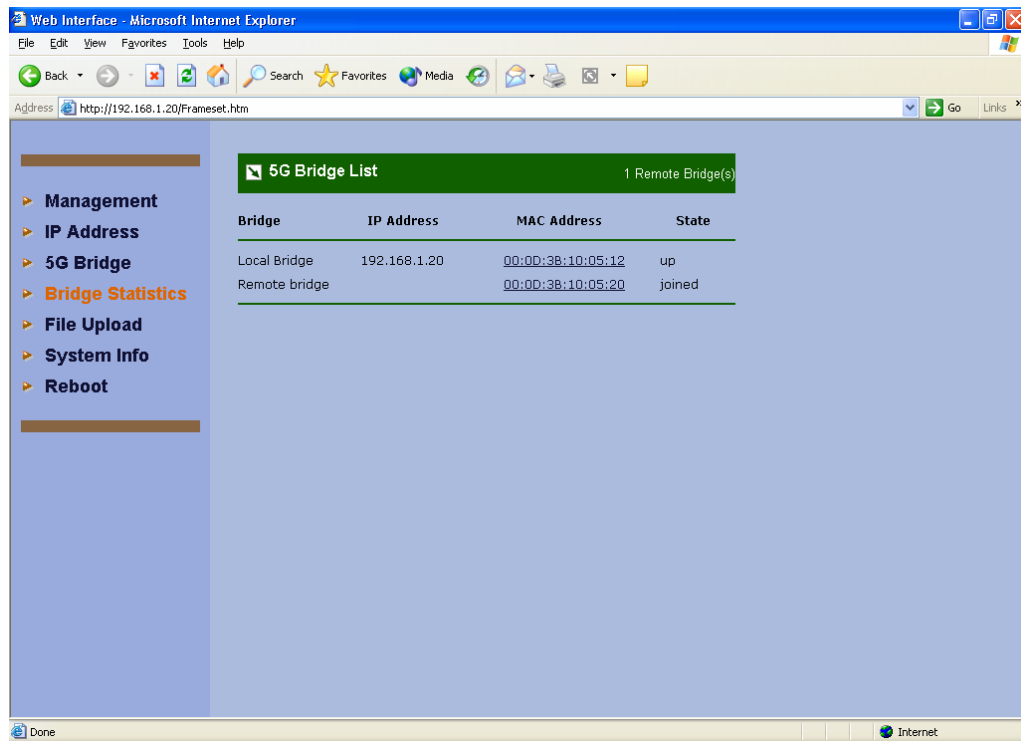 Web Interface - Microsoft Internet Explorer
File Edit View Favorites Tools Help
Back Search Favorites Media
Address http://192.168.1.20/Frameset.htm Go Links »
Management
IP Address
5G Bridge
Bridge Statistics
File Upload
System Info
Reboot
5G Bridge List 1 Remote Bridge(s)
Bridge IP Address MAC Address State
Local Bridge 192.168.1.20 00:0D:3B:10:05:12 up
Remote bridge 00:0D:3B:10:05:20 joined
Done Internet